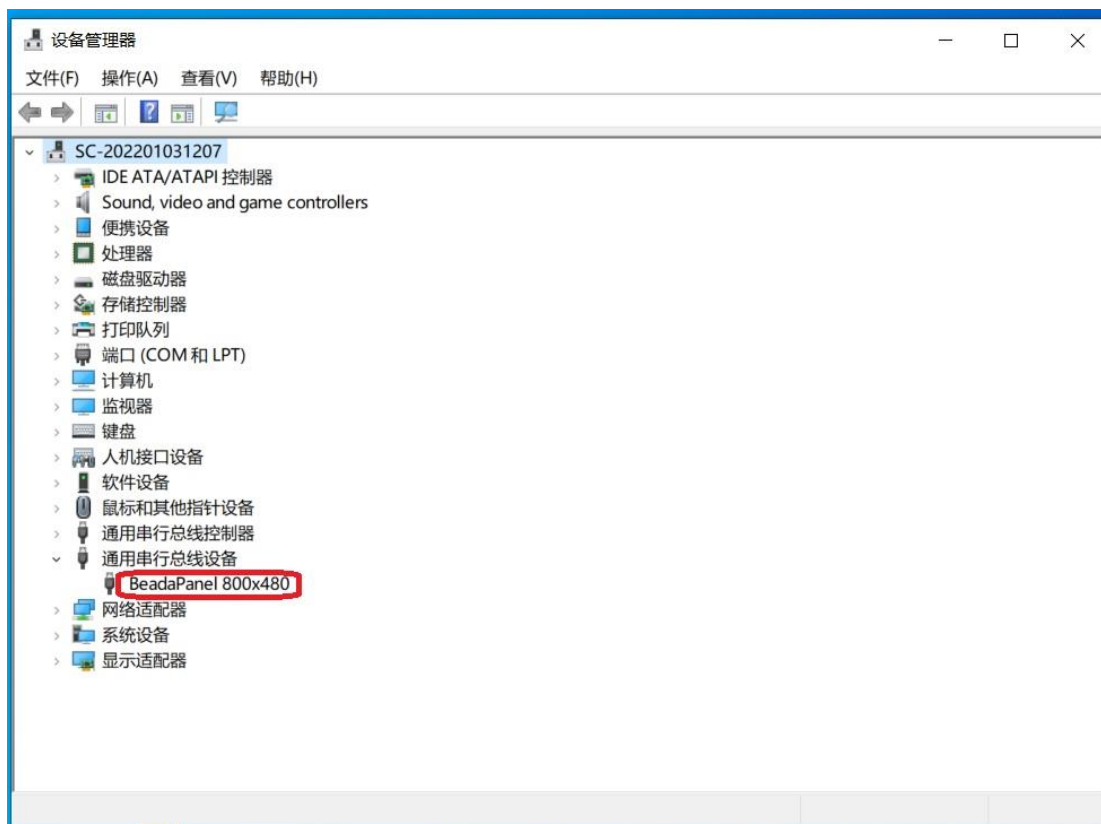 设备管理器
文件(F) 操作(A) 查看(V) 帮助(H)
SC-202201031207
IDE ATA/ATAPI 控制器
Sound, video and game controllers
便携设备
处理器
磁盘驱动器
存储控制器
打印队列
端口 (COM 和 LPT)
计算机
监视器
键盘
人机接口设备
软件设备
鼠标和其他指针设备
通用串行总线控制器
通用串行总线设备
BeadaPanel 800x480
网络适配器
系统设备
显示适配器